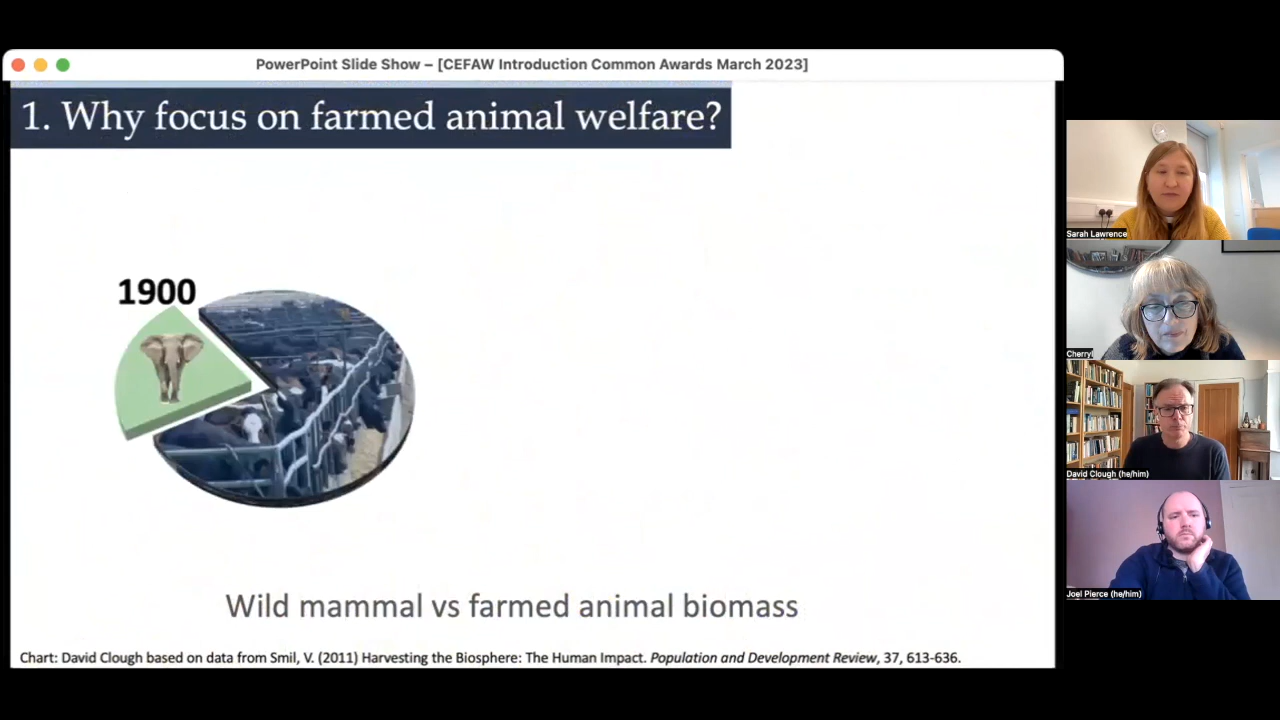 PowerPoint Slide Show – [CEFAW Introduction Common Awards March 2023]
1. Why focus on farmed animal welfare?
1900
Wild mammal vs farmed animal biomass
Chart: David Clough based on data from Smil, V. (2011) Harvesting the Biosphere: The Human Impact. Population and Development Review, 37, 613-636.
Sarah Lawrence
Cherryl
David Clough (he/him)
Joel Pierce (he/him)